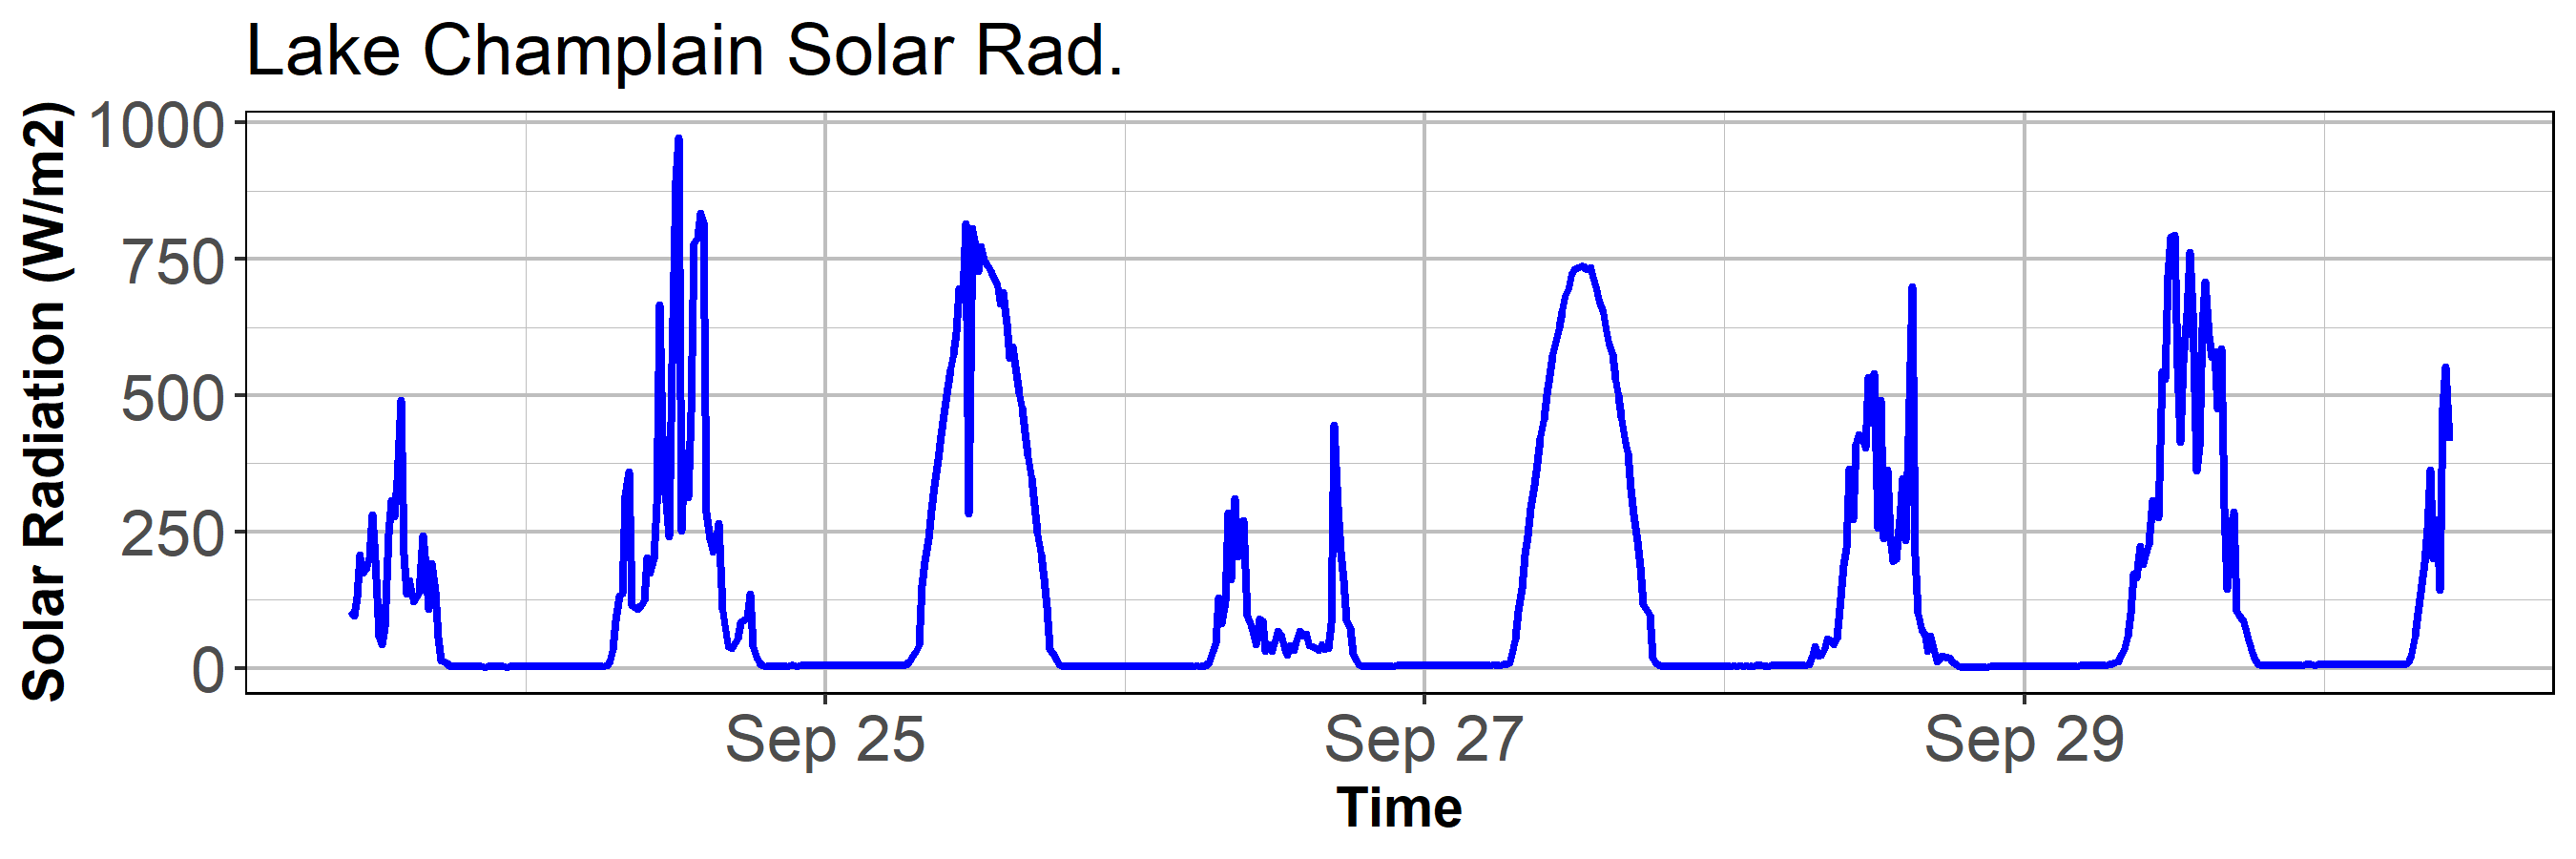 Lake Champlain Solar Rad.
Solar Radiation (W/m2)
1000
750
500
250
0
Sep 25
Sep 27
Sep 29
Time